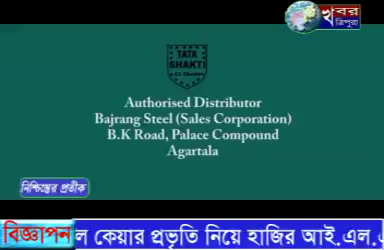 খবর
ত্রিপুরা
TATA
SHAKTI
Authorised Distributor
Bajrang Steel (Sales Corporation)
B.K Road, Palace Compound
Agartala
নিশ্চিন্তের প্রতীক
বিজ্ঞাপন
ল কেয়ার প্রভৃতি নিয়ে হাজির আই.এল.